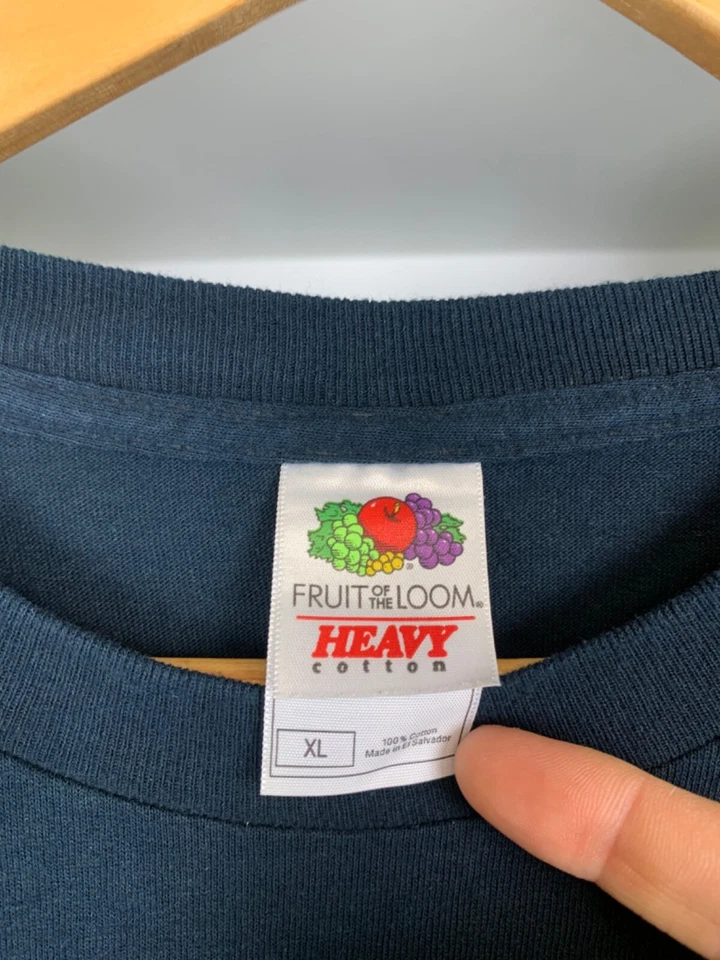 FRUIT OF THE LOOM®
HEAVY
cotton
XL
100% Cotton
Made in El Salvador